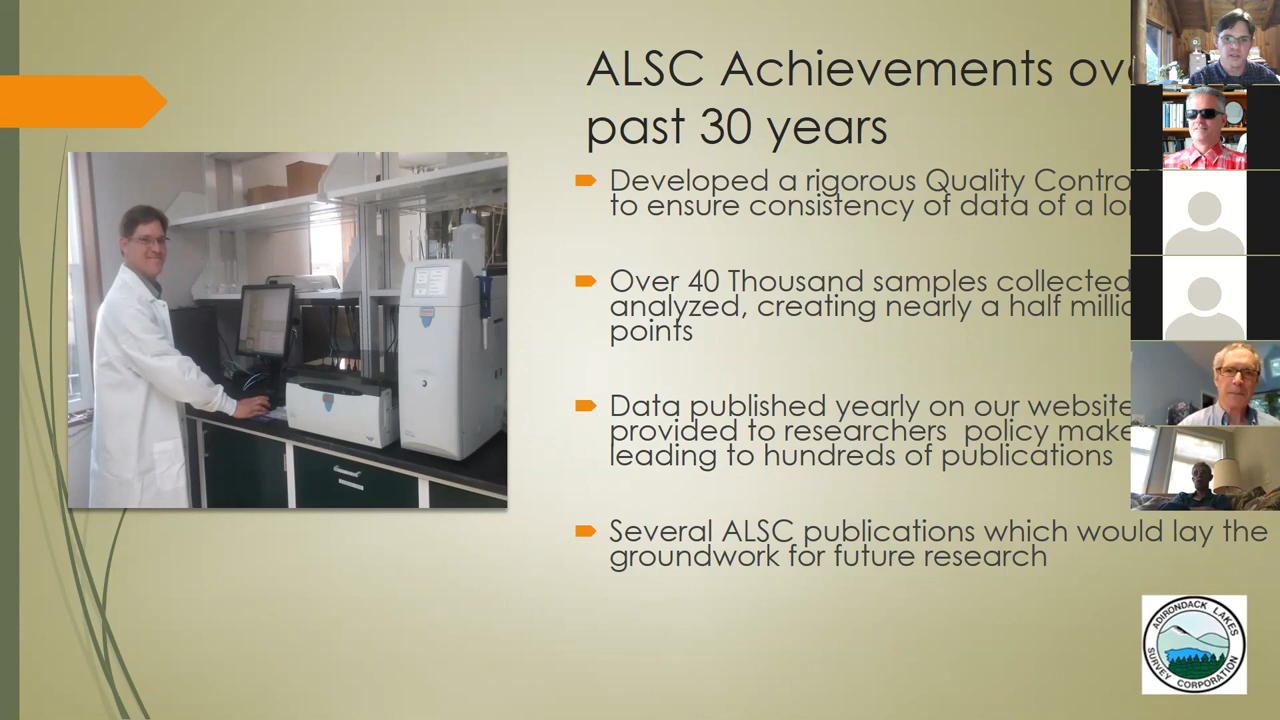 ALSC Achievements ov
past 30 years
Developed a rigorous Quality Contro
to ensure consistency of data of a lo
Over 40 Thousand samples collected
analyzed, creating nearly a half milli
points
Data published yearly on our website
provided to researchers policy make
leading to hundreds of publications
Several ALSC publications which would lay the
groundwork for future research
ADIRONDACK LAKES
SURVEY CORPORATION